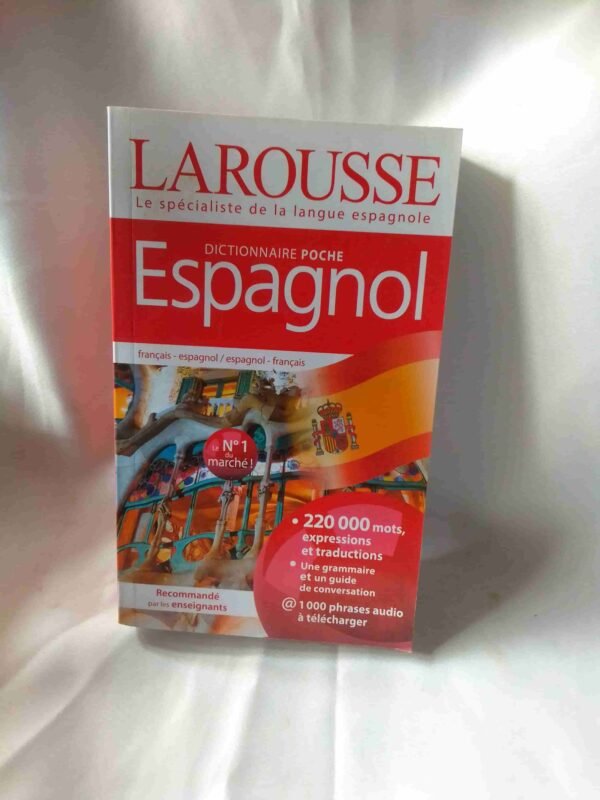 LAROUSSE
Le spécialiste de la langue espagnole
DICTIONNAIRE POCHE
Espagnol
français - espagnol / espagnol - français
Le N°1
du
marché !
• 220 000 mots,
expressions
et traductions
• Une grammaire
et un guide
de conversation
@ 1 000 phrases audio
à télécharger
Recommandé
par les enseignants